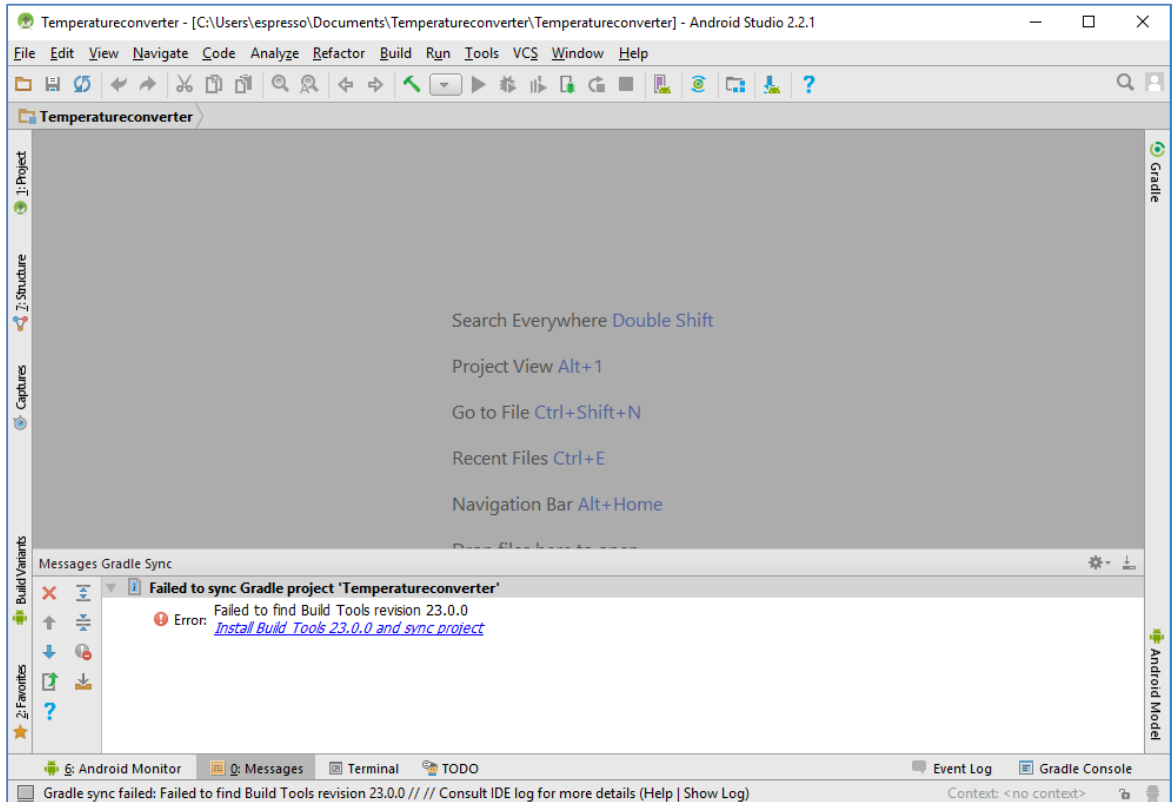 Temperatureconverter - [C:\Users\espresso\Documents\Temperatureconverter\Temperatureconverter] - Android Studio 2.2.1
File Edit View Navigate Code Analyze Refactor Build Run Tools VCS Window Help
Temperatureconverter
1: Project
7: Structure
Captures
Build Variants
2: Favorites
Gradle
Android Model
Search Everywhere Double Shift
Project View Alt+1
Go to File Ctrl+Shift+N
Recent Files Ctrl+E
Navigation Bar Alt+Home
Drop files here to open
Messages Gradle Sync
Failed to sync Gradle project 'Temperatureconverter'
Error: Failed to find Build Tools revision 23.0.0
Install Build Tools 23.0.0 and sync project
6: Android Monitor 0: Messages Terminal TODO Event Log Gradle Console
Gradle sync failed: Failed to find Build Tools revision 23.0.0 // // Consult IDE log for more details (Help | Show Log) Context: <no context>